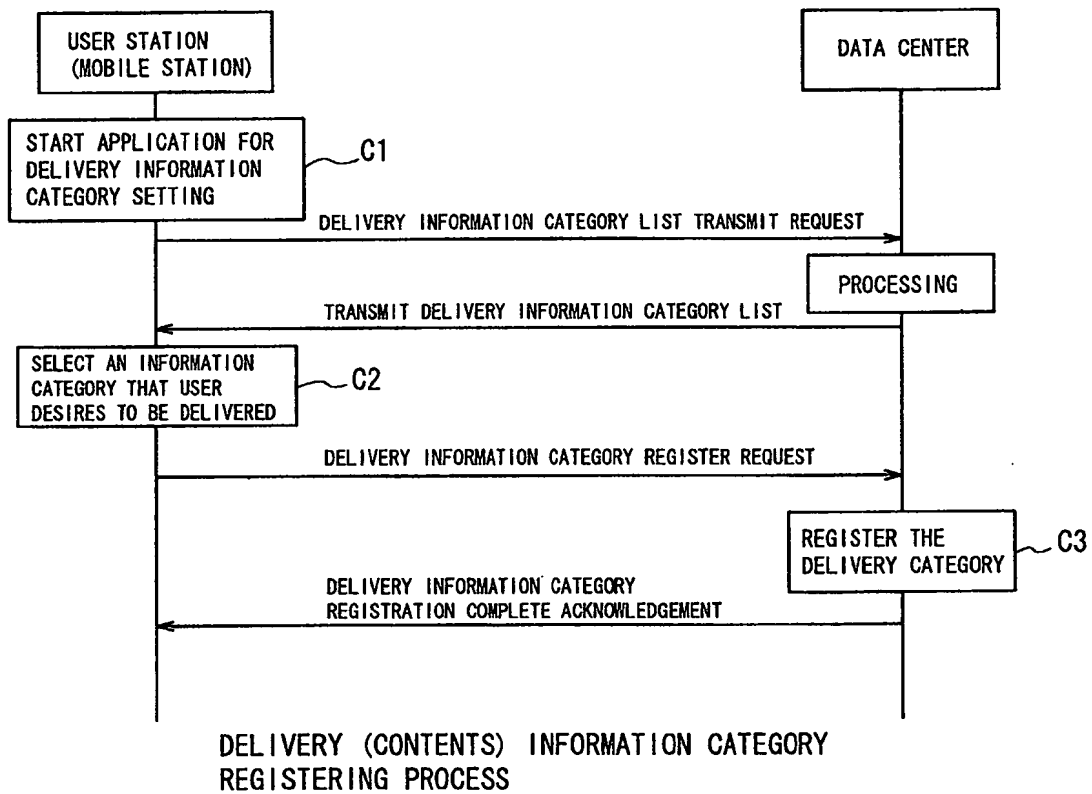 USER STATION
(MOBILE STATION)
DATA CENTER
START APPLICATION FOR
DELIVERY INFORMATION
CATEGORY SETTING
C1
DELIVERY INFORMATION CATEGORY LIST TRANSMIT REQUEST
PROCESSING
TRANSMIT DELIVERY INFORMATION CATEGORY LIST
SELECT AN INFORMATION
CATEGORY THAT USER
DESIRES TO BE DELIVERED
C2
DELIVERY INFORMATION CATEGORY REGISTER REQUEST
REGISTER THE
DELIVERY CATEGORY
C3
DELIVERY INFORMATION CATEGORY
REGISTRATION COMPLETE ACKNOWLEDGEMENT
DELIVERY (CONTENTS) INFORMATION CATEGORY
REGISTERING PROCESS